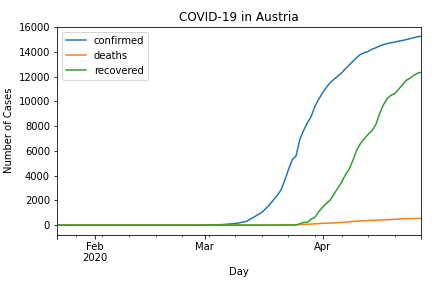 COVID-19 in Austria
confirmed
deaths
recovered
Number of Cases
16000
14000
12000
10000
8000
6000
4000
2000
0
Feb
2020
Mar
Apr
Day